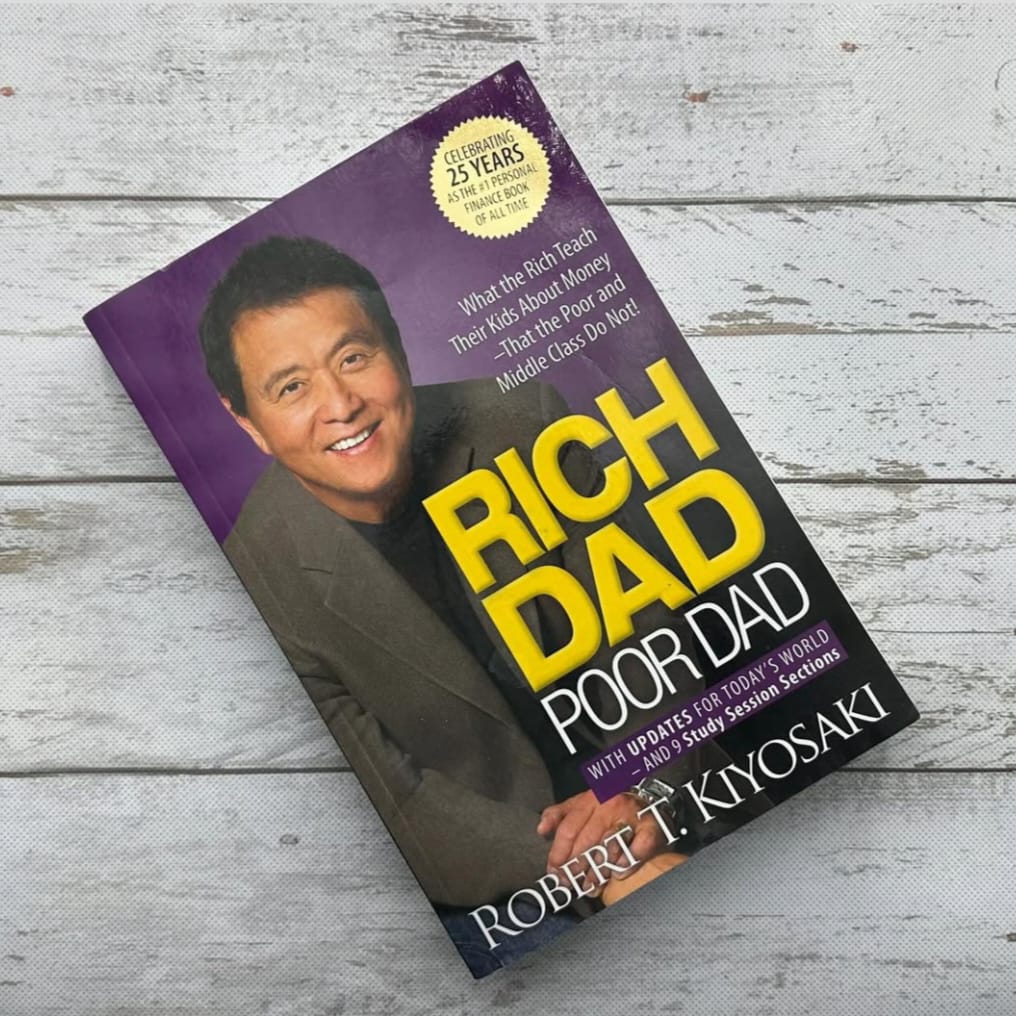 CELEBRATING
25 YEARS
AS THE #1 PERSONAL
FINANCE BOOK
OF ALL TIME
What the Rich Teach
Their Kids About Money
–That the Poor and
Middle Class Do Not!
RICH
DAD
POOR DAD
WITH UPDATES FOR TODAY'S WORLD
– AND 9 Study Session Sections
ROBERT T. KIYOSAKI